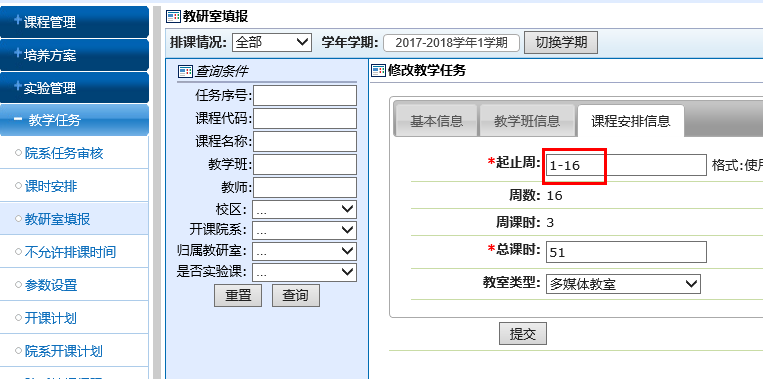 课程管理
培养方案
实验管理
教学任务
院系任务审核
课时安排
教研室填报
不允许排课时间
参数设置
开课计划
院系开课计划
教研室填报
排课情况: 全部 学年学期: 2017-2018学年1学期 切换学期
查询条件
任务序号:
课程代码:
课程名称:
教学班:
教师:
校区: ...
开课院系: ...
归属教研室: ...
是否实验课: ...
重置 查询
修改教学任务
基本信息 教学班信息 课程安排信息
*起止周: 1-16 格式:使用
周数: 16
周课时: 3
*总课时: 51
教室类型: 多媒体教室
提交